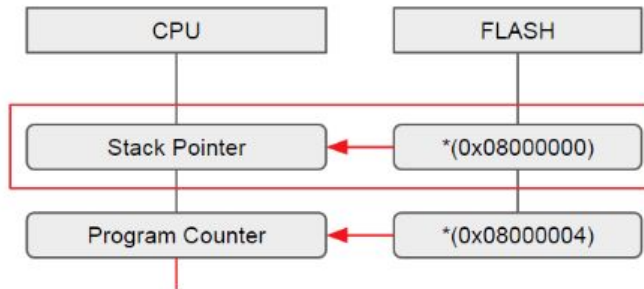 CPU
FLASH
Stack Pointer
*(0x08000000)
Program Counter
*(0x08000004)